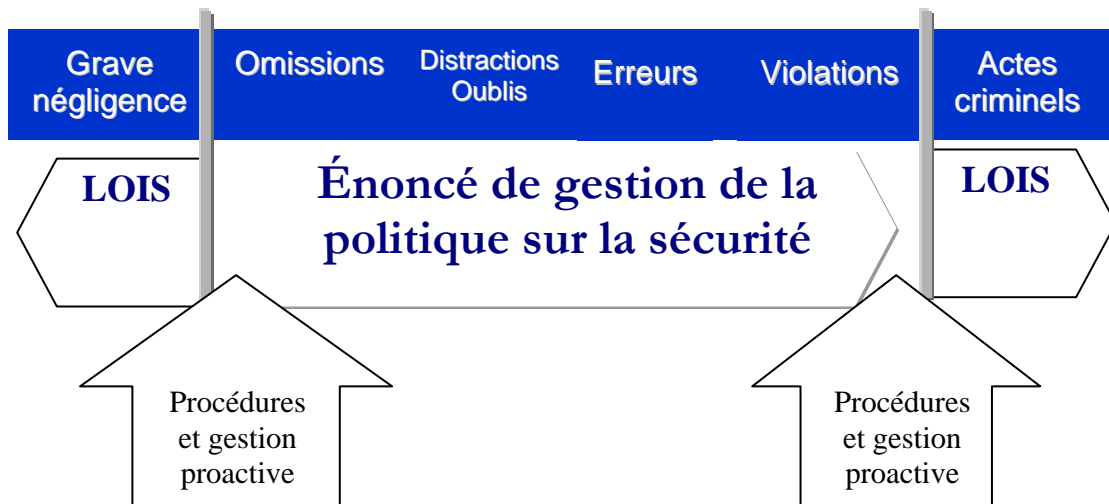 Grave
négligence
Omissions
Distractions
Oublis
Erreurs
Violations
Actes
criminels
LOIS
Énoncé de gestion de la
politique sur la sécurité
LOIS
Procédures
et gestion
proactive
Procédures
et gestion
proactive